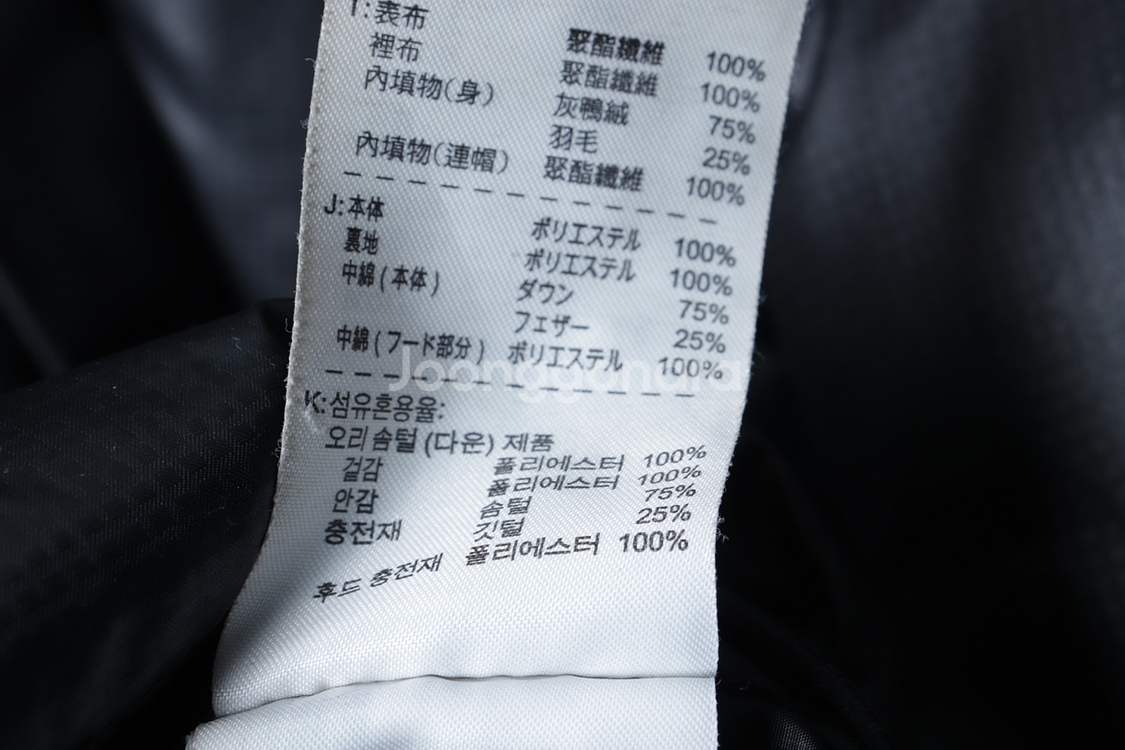 T:表布 聚酯纖維 100%
裡布 聚酯纖維 100%
內填物(身) 灰鴨絨 75%
羽毛 25%
內填物(連帽) 聚酯纖維 100%
J:本体 ポリエステル 100%
裏地 ポリエステル 100%
中綿(本体) ダウン 75%
フェザー 25%
中綿(フード部分) ポリエステル 100%
Joonggonara
K:섬유혼용율:
오리솜털(다운) 제품
겉감 폴리에스터 100%
안감 폴리에스터 100%
충전재 솜털 75%
깃털 25%
후드 충전재 폴리에스터 100%